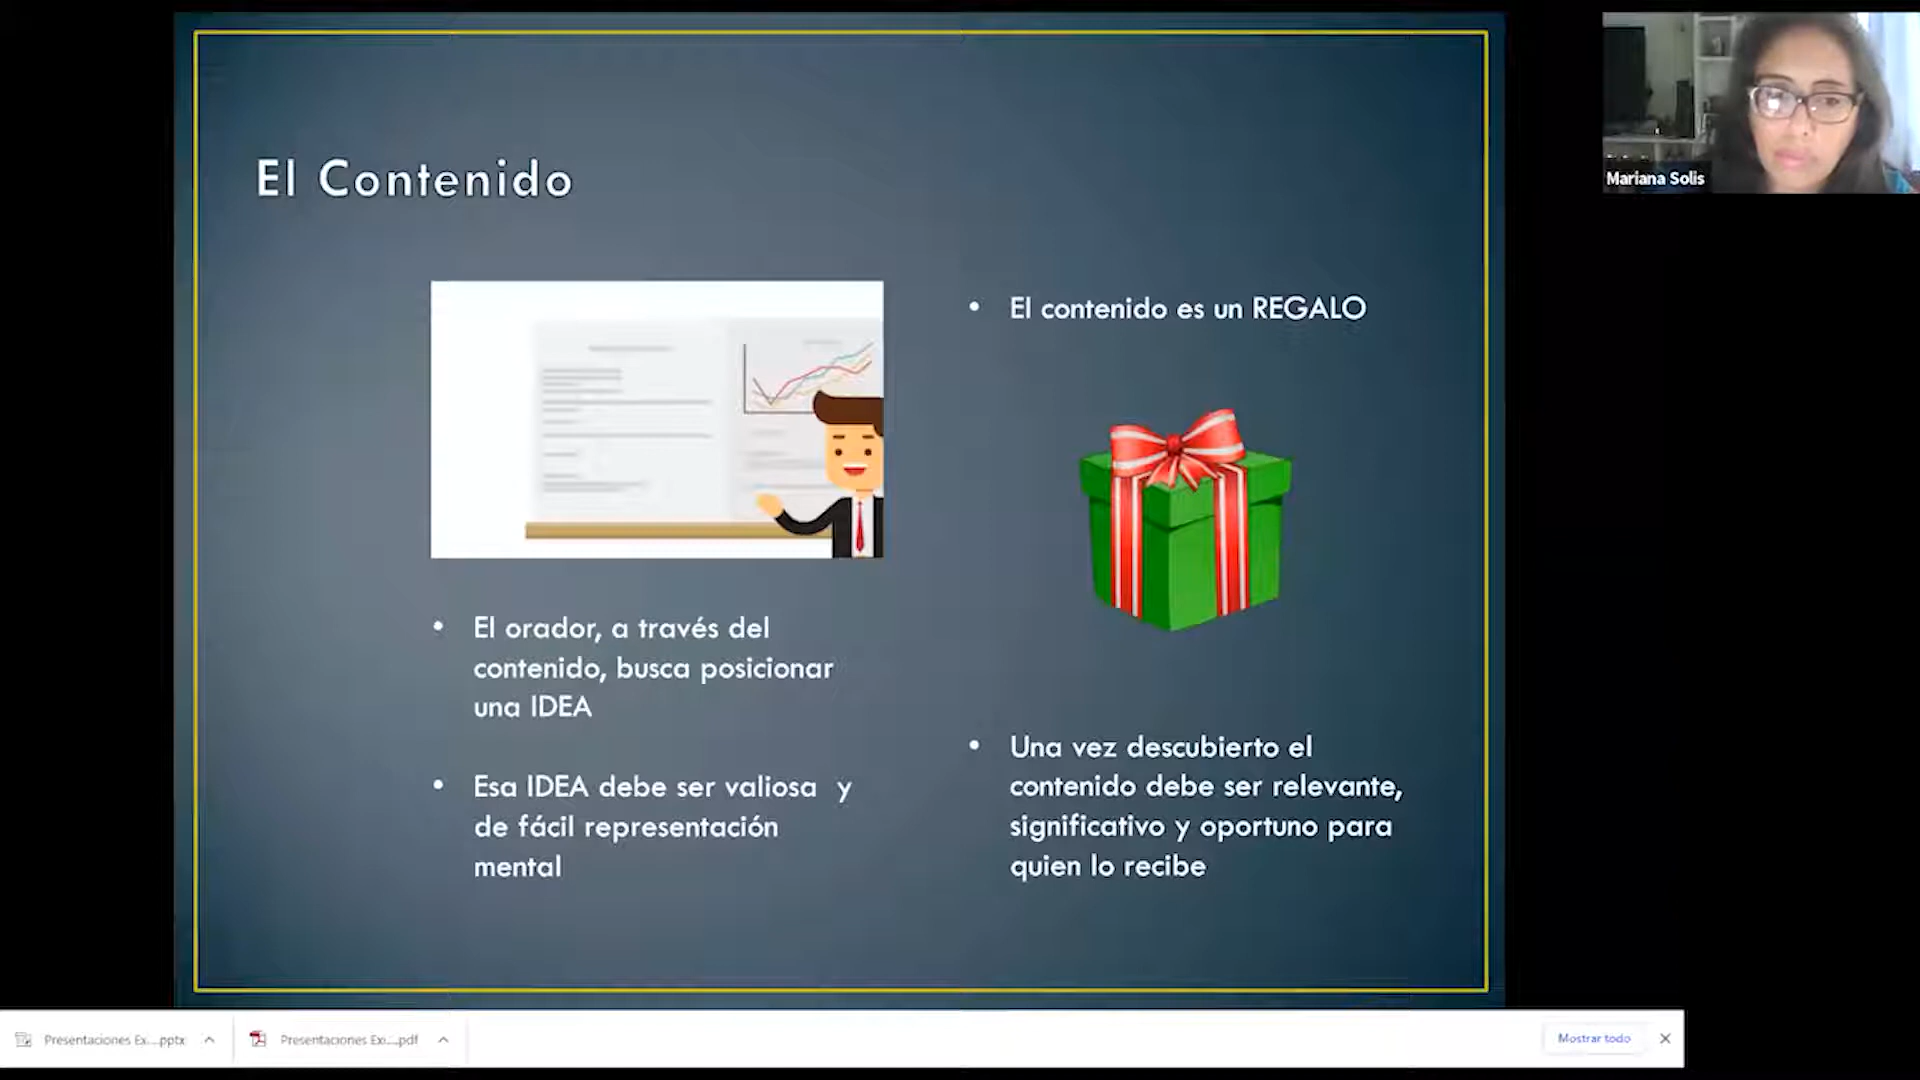 El Contenido
El orador, a través del
contenido, busca posicionar
una IDEA
Esa IDEA debe ser valiosa y
de fácil representación
mental
El contenido es un REGALO
Una vez descubierto el
contenido debe ser relevante,
significativo y oportuno para
quien lo recibe
Mariana Solis
Presentaciones Ex....pptx
Presentaciones Ex....pdf
Mostrar todo